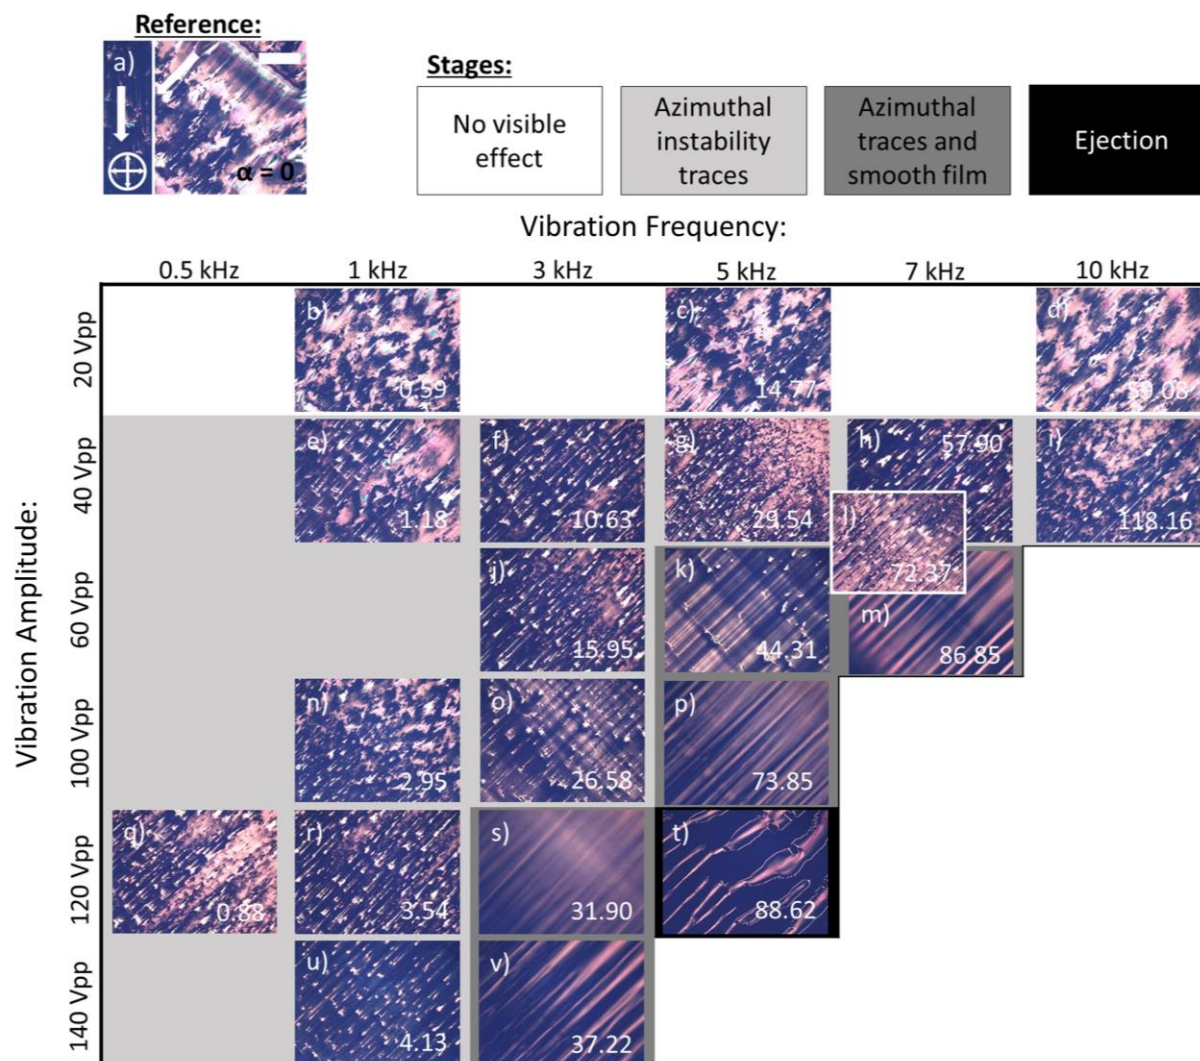 Reference:
a)
α = 0
Stages:
No visible
effect
Azimuthal
instability
traces
Azimuthal
traces and
smooth film
Ejection
Vibration Frequency:
0.5 kHz 1 kHz 3 kHz 5 kHz 7 kHz 10 kHz
Vibration Amplitude:
20 Vpp
b) 0.59
c) 14.77
d) 59.08
40 Vpp
e) 1.18
f) 10.63
g) 29.54
h) 57.90
i) 118.16
l) 72.37
60 Vpp
j) 15.95
k) 44.31
m) 86.85
100 Vpp
n) 2.95
o) 26.58
p) 73.85
120 Vpp
q) 0.88
r) 3.54
s) 31.90
t) 88.62
140 Vpp
u) 4.13
v) 37.22